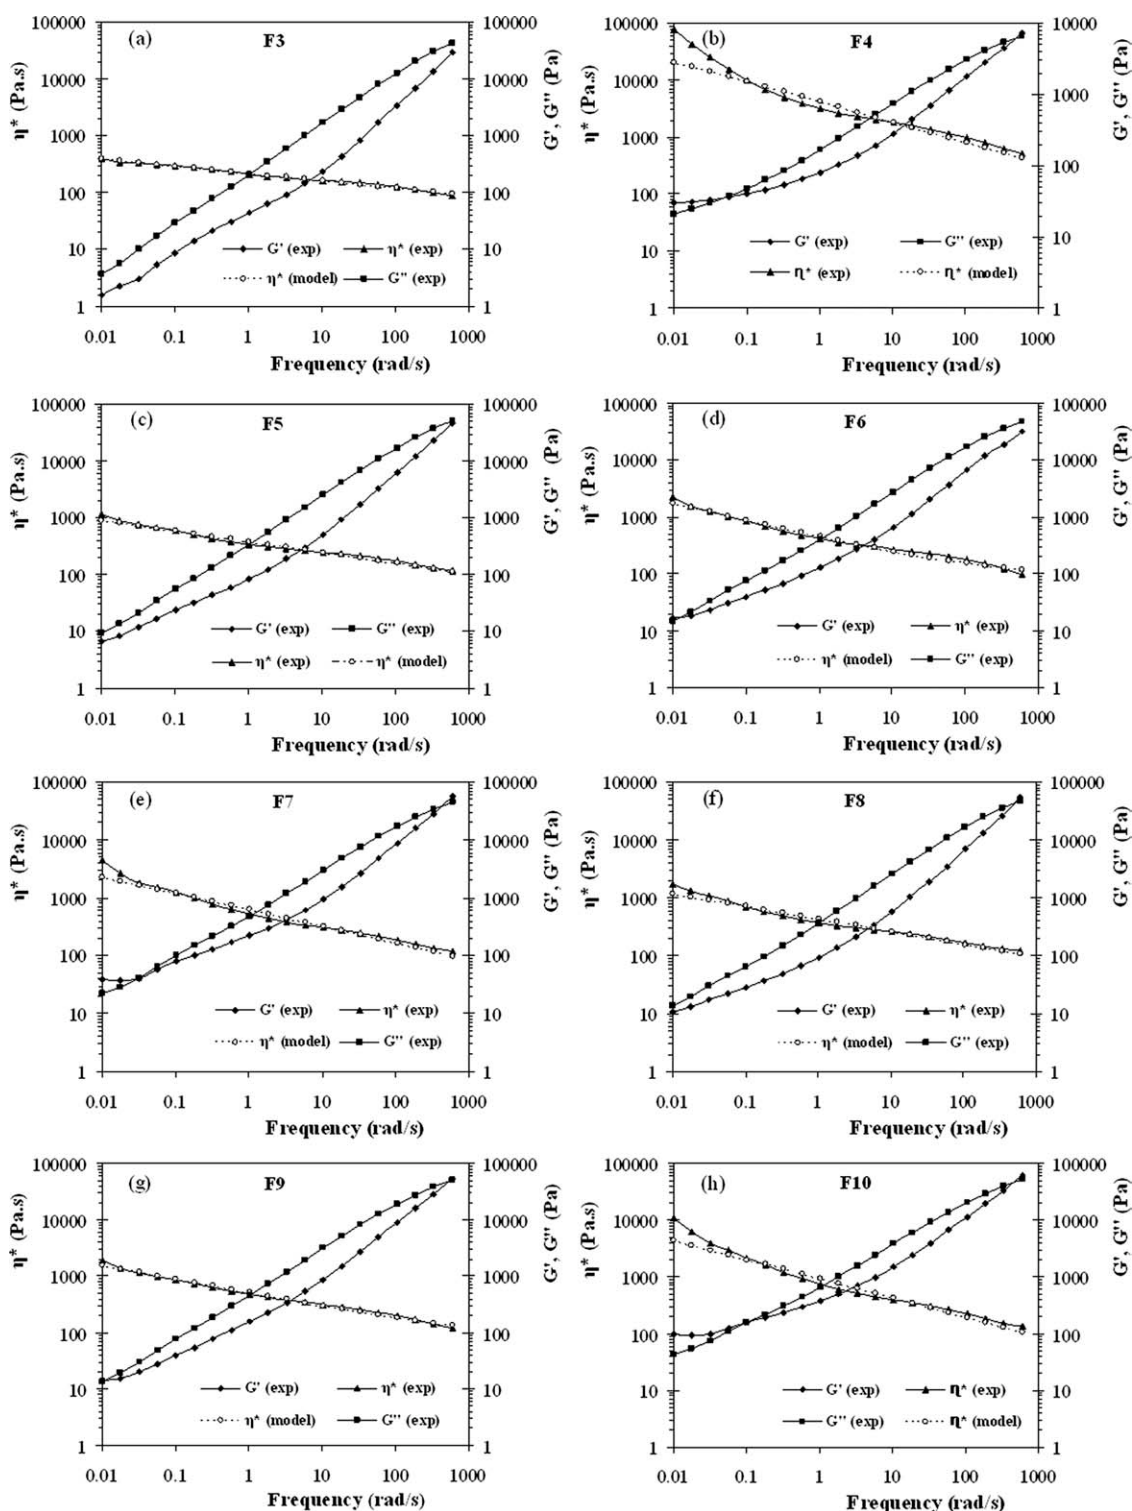 (a) F3
η* (Pa.s)
100000
10000
1000
100
10
1
G', G'' (Pa)
100000
10000
1000
100
10
1
G' (exp) η* (exp)
η* (model) G'' (exp)
0.01 0.1 1 10 100 1000
Frequency (rad/s)
(b) F4
η* (Pa.s)
100000
10000
1000
100
10
1
G', G'' (Pa)
10000
1000
100
10
1
G' (exp) G'' (exp)
η* (exp) η* (model)
0.01 0.1 1 10 100 1000
Frequency (rad/s)
(c) F5
η* (Pa.s)
100000
10000
1000
100
10
1
G', G'' (Pa)
100000
10000
1000
100
10
1
G' (exp) G'' (exp)
η* (exp) η* (model)
0.01 0.1 1 10 100 1000
Frequency (rad/s)
(d) F6
η* (Pa.s)
100000
10000
1000
100
10
1
G', G'' (Pa)
100000
10000
1000
100
10
1
G' (exp) η* (exp)
η* (model) G'' (exp)
0.01 0.1 1 10 100 1000
Frequency (rad/s)
(e) F7
η* (Pa.s)
100000
10000
1000
100
10
1
G', G'' (Pa)
100000
10000
1000
100
10
1
G' (exp) η* (exp)
η* (model) G'' (exp)
0.01 0.1 1 10 100 1000
Frequency (rad/s)
(f) F8
η* (Pa.s)
100000
10000
1000
100
10
1
G', G'' (Pa)
100000
10000
1000
100
10
1
G' (exp) η* (exp)
η* (model) G'' (exp)
0.01 0.1 1 10 100 1000
Frequency (rad/s)
(g) F9
η* (Pa.s)
100000
10000
1000
100
10
1
G', G'' (Pa)
100000
10000
1000
100
10
1
G' (exp) η* (exp)
η* (model) G'' (exp)
0.01 0.1 1 10 100 1000
Frequency (rad/s)
(h) F10
η* (Pa.s)
100000
10000
1000
100
10
1
G', G'' (Pa)
100000
10000
1000
100
10
1
G' (exp) η* (exp)
G'' (exp) η* (model)
0.01 0.1 1 10 100 1000
Frequency (rad/s)